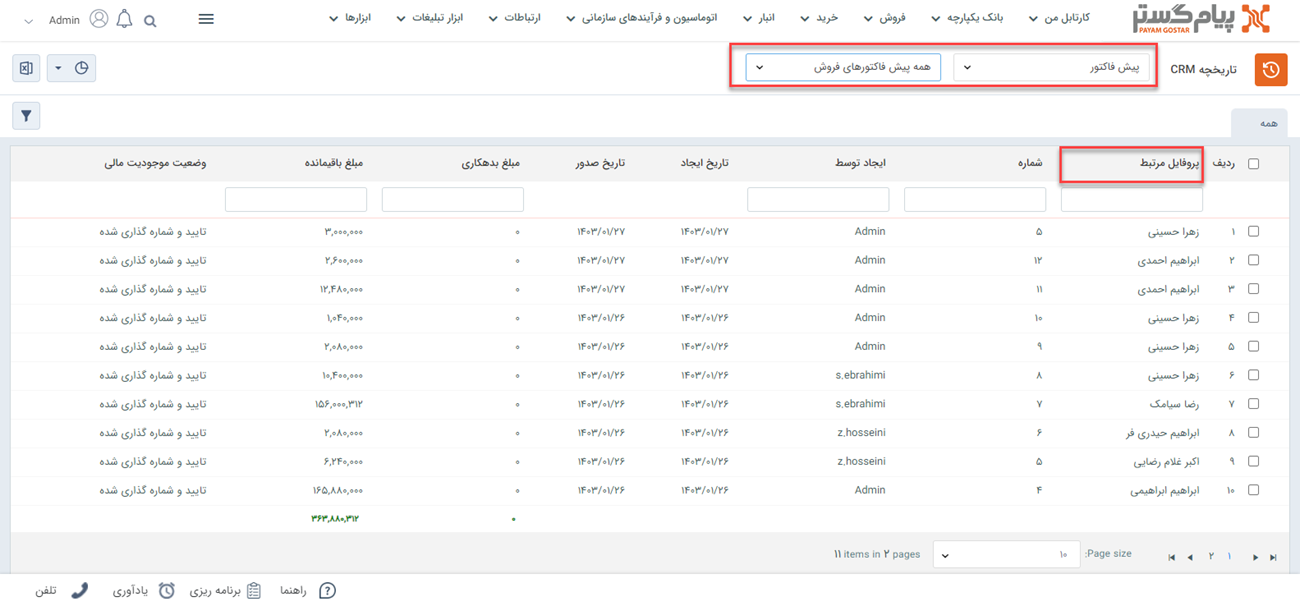 پیام گستر
PAYAM GOSTAR
کارتابل من
بانک یکپارچه
فروش
خرید
انبار
اتوماسیون و فرآیندهای سازمانی
ارتباطات
ابزار تبلیغات
ابزارها
Admin
تاریخچه CRM
پیش فاکتور
همه پیش فاکتورهای فروش
همه
ردیف پروفایل مرتبط شماره ایجاد توسط تاریخ ایجاد تاریخ صدور مبلغ بدهکاری مبلغ باقیمانده وضعیت موجودیت مالی
۱ زهرا حسینی ۵ Admin ۱۴۰۳/۰۱/۲۷ ۱۴۰۳/۰۱/۲۷ ۰ ۳,۰۰۰,۰۰۰ تایید و شماره گذاری شده
۲ ابراهیم احمدی ۱۲ Admin ۱۴۰۳/۰۱/۲۷ ۱۴۰۳/۰۱/۲۷ ۰ ۲,۶۰۰,۰۰۰ تایید و شماره گذاری شده
۳ ابراهیم احمدی ۱۱ Admin ۱۴۰۳/۰۱/۲۷ ۱۴۰۳/۰۱/۲۷ ۰ ۱۲,۴۸۰,۰۰۰ تایید و شماره گذاری شده
۴ زهرا حسینی ۱۰ Admin ۱۴۰۳/۰۱/۲۶ ۱۴۰۳/۰۱/۲۶ ۰ ۱,۰۴۰,۰۰۰ تایید و شماره گذاری شده
۵ زهرا حسینی ۹ Admin ۱۴۰۳/۰۱/۲۶ ۱۴۰۳/۰۱/۲۶ ۰ ۲,۰۸۰,۰۰۰ تایید و شماره گذاری شده
۶ زهرا حسینی ۸ s.ebrahimi ۱۴۰۳/۰۱/۲۶ ۱۴۰۳/۰۱/۲۶ ۰ ۱۰,۴۰۰,۰۰۰ تایید و شماره گذاری شده
۷ رضا سیامک ۷ s.ebrahimi ۱۴۰۳/۰۱/۲۶ ۱۴۰۳/۰۱/۲۶ ۰ ۱۵۶,۰۰۰,۳۱۲ تایید و شماره گذاری شده
۸ ابراهیم حیدری فر ۶ z.hosseini ۱۴۰۳/۰۱/۲۶ ۱۴۰۳/۰۱/۲۶ ۰ ۲,۰۸۰,۰۰۰ تایید و شماره گذاری شده
۹ اکبر غلام رضایی ۵ z.hosseini ۱۴۰۳/۰۱/۲۶ ۱۴۰۳/۰۱/۲۶ ۰ ۶,۲۴۰,۰۰۰ تایید و شماره گذاری شده
۱۰ ابراهیم ابراهیمی ۴ Admin ۱۴۰۳/۰۱/۲۶ ۱۴۰۳/۰۱/۲۶ ۰ ۱۶۵,۸۸۰,۰۰۰ تایید و شماره گذاری شده
۰ ۳۶۳,۸۸۰,۳۱۲
۱ ۲ Page size: ۱۰ ۱۱ items in ۲ pages
راهنما
برنامه ریزی
یادآوری
تلفن